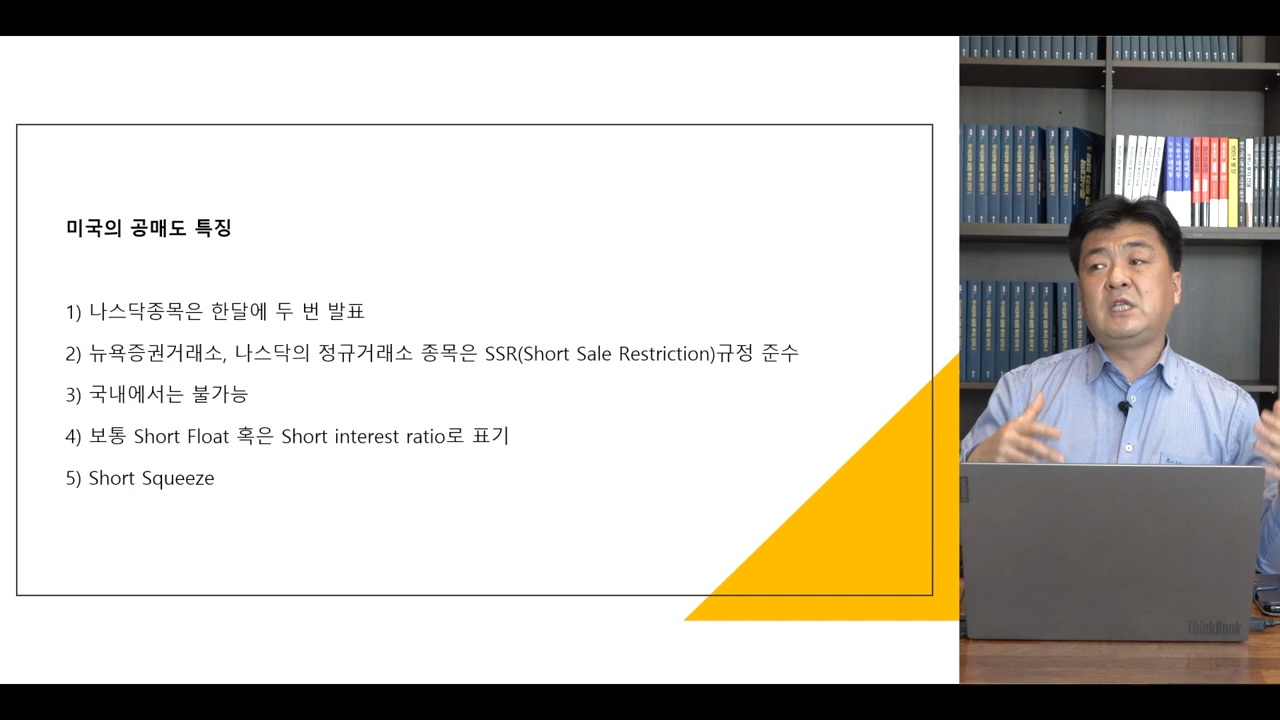 미국의 공매도 특징
1) 나스닥종목은 한달에 두 번 발표
2) 뉴욕증권거래소, 나스닥의 정규거래소 종목은 SSR(Short Sale Restriction)규정 준수
3) 국내에서는 불가능
4) 보통 Short Float 혹은 Short interest ratio로 표기
5) Short Squeeze
ThinkBook